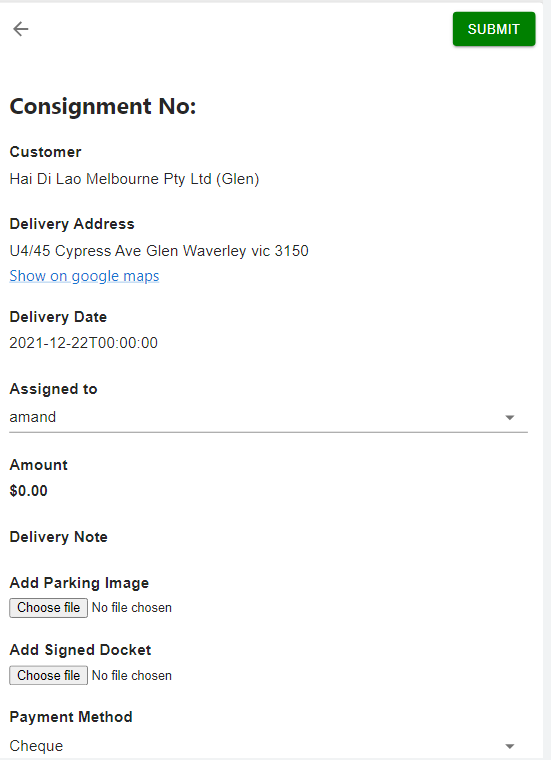 SUBMIT
Consignment No:
Customer
Hai Di Lao Melbourne Pty Ltd (Glen)
Delivery Address
U4/45 Cypress Ave Glen Waverley vic 3150
Show on google maps
Delivery Date
2021-12-22T00:00:00
Assigned to
amand
Amount
$0.00
Delivery Note
Add Parking Image
Choose file No file chosen
Add Signed Docket
Choose file No file chosen
Payment Method
Cheque